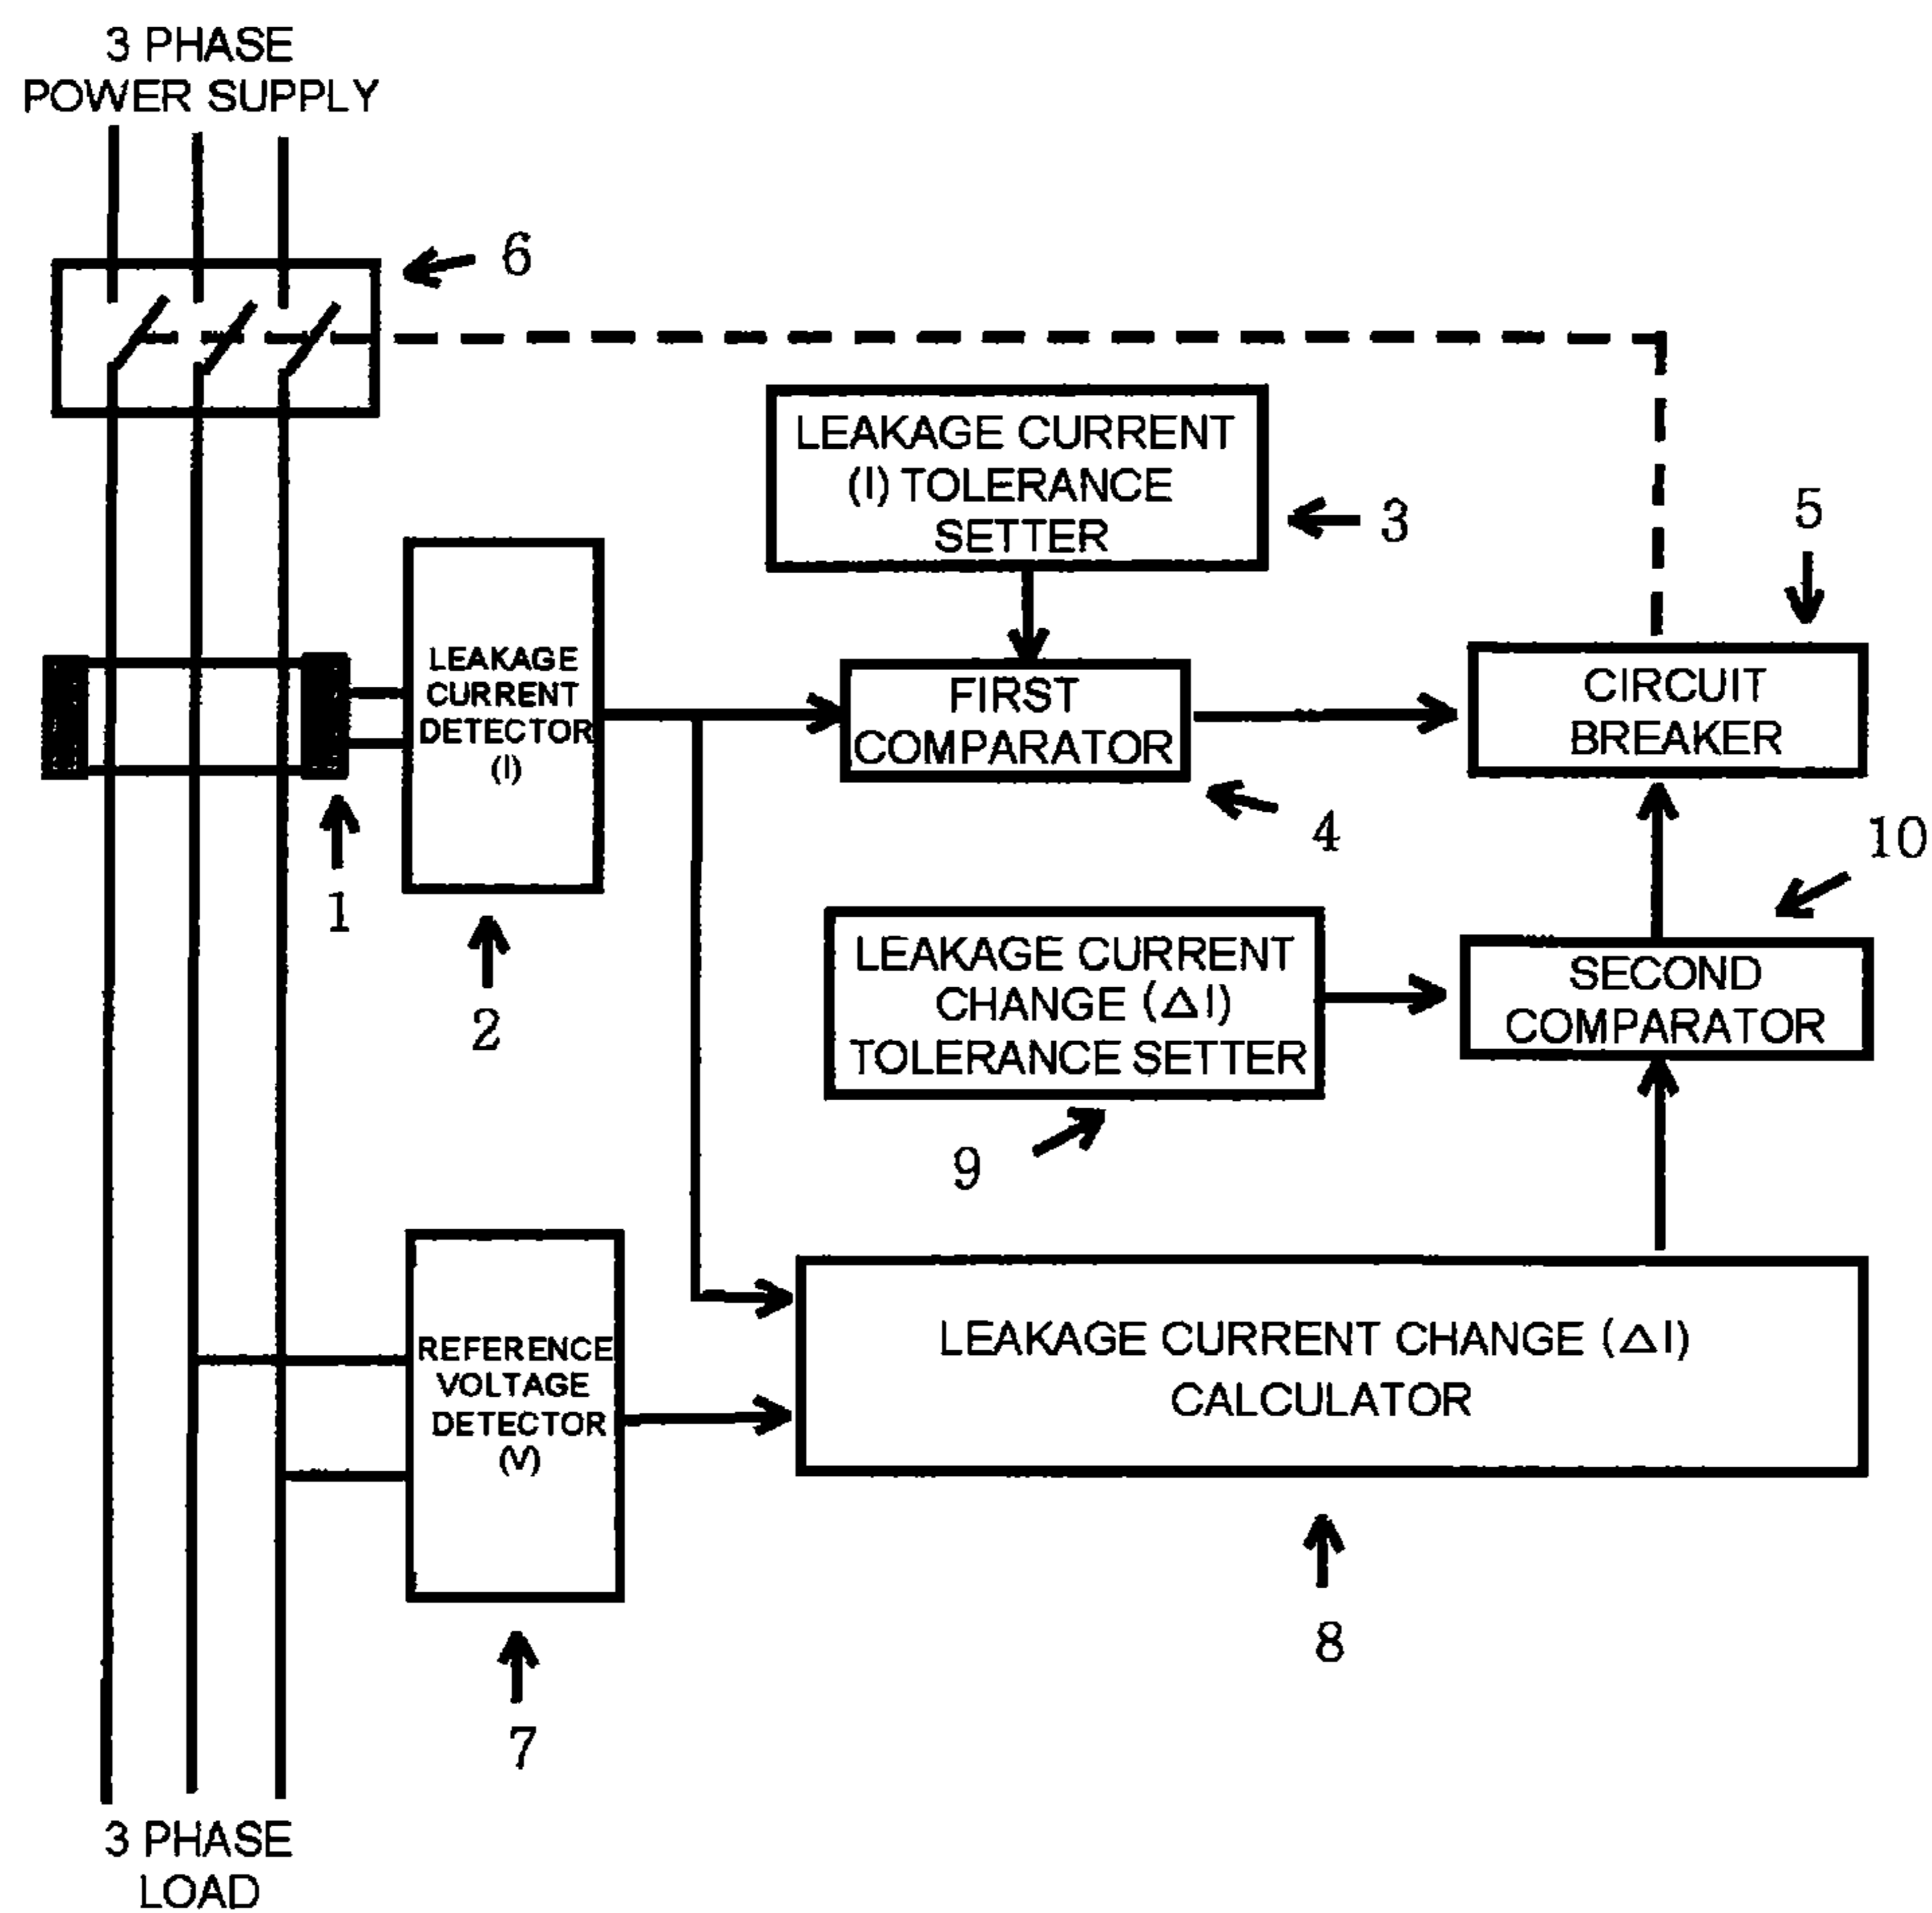 3 PHASE
POWER SUPPLY
6
LEAKAGE CURRENT
(I) TOLERANCE
SETTER
3
5
LEAKAGE
CURRENT
DETECTOR
(I)
FIRST
COMPARATOR
CIRCUIT
BREAKER
4
10
1
2
LEAKAGE CURRENT
CHANGE (△I)
TOLERANCE SETTER
SECOND
COMPARATOR
9
REFERENCE
VOLTAGE
DETECTOR
(V)
LEAKAGE CURRENT CHANGE (△I)
CALCULATOR
8
7
3 PHASE
LOAD